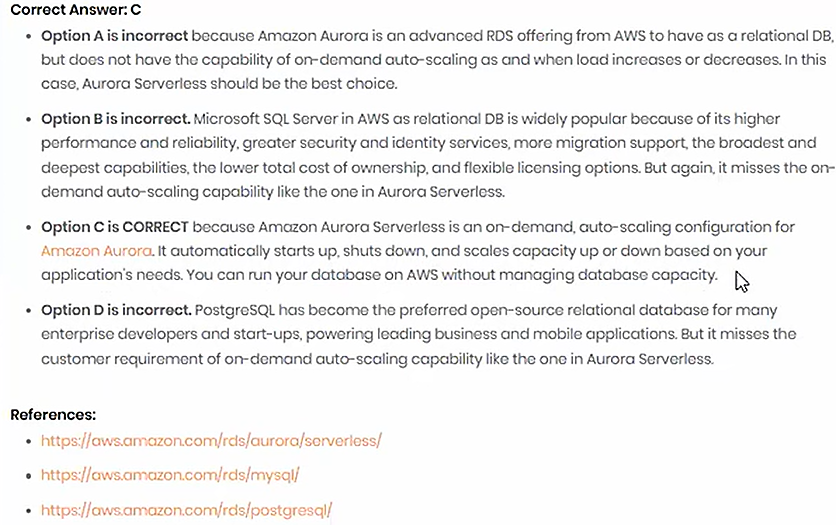 Correct Answer: C
• Option A is incorrect because Amazon Aurora is an advanced RDS offering from AWS to have as a relational DB,
but does not have the capability of on-demand auto-scaling as and when load increases or decreases. In this
case, Aurora Serverless should be the best choice.
• Option B is incorrect. Microsoft SQL Server in AWS as relational DB is widely popular because of its higher
performance and reliability, greater security and identity services, more migration support, the broadest and
deepest capabilities, the lower total cost of ownership, and flexible licensing options. But again, it misses the on-
demand auto-scaling capability like the one in Aurora Serverless.
• Option C is CORRECT because Amazon Aurora Serverless is an on-demand, auto-scaling configuration for
Amazon Aurora. It automatically starts up, shuts down, and scales capacity up or down based on your
application's needs. You can run your database on AWS without managing database capacity.
• Option D is incorrect. PostgreSQL has become the preferred open-source relational database for many
enterprise developers and start-ups, powering leading business and mobile applications. But it misses the
customer requirement of on-demand auto-scaling capability like the one in Aurora Serverless.
References:
• https://aws.amazon.com/rds/aurora/serverless/
• https://aws.amazon.com/rds/mysql/
• https://aws.amazon.com/rds/postgresql/